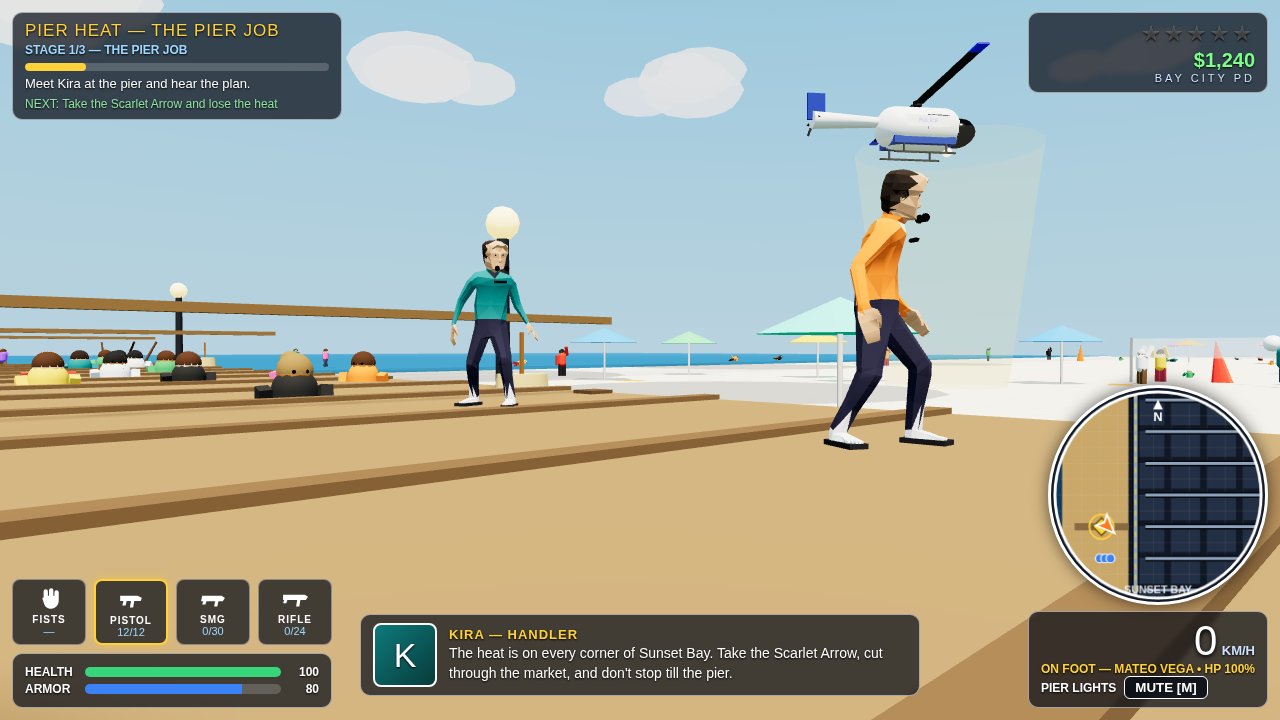 PIER HEAT — THE PIER JOB
STAGE 1/3 — THE PIER JOB
Meet Kira at the pier and hear the plan.
NEXT: Take the Scarlet Arrow and lose the heat
★★★★★
$1,240
BAY CITY PD
N
SUNSET BAY
FISTS
—
PISTOL
12/12
SMG
0/30
RIFLE
0/24
HEALTH 100
ARMOR 80
K
KIRA — HANDLER
The heat is on every corner of Sunset Bay. Take the Scarlet Arrow, cut
through the market, and don't stop till the pier.
0 KM/H
ON FOOT — MATEO VEGA • HP 100%
PIER LIGHTS MUTE [M]